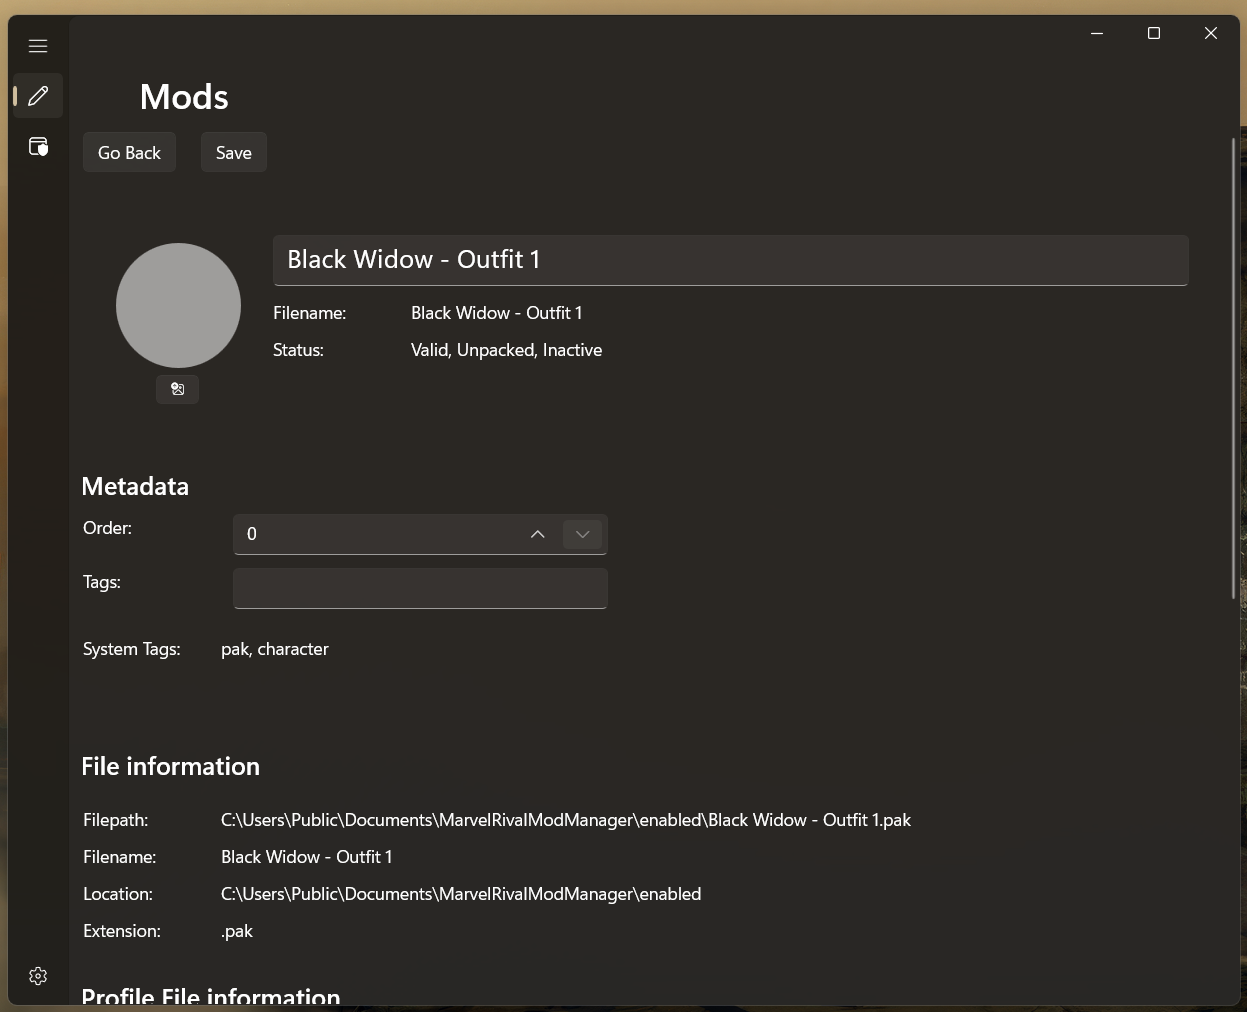 Mods
Go Back Save
Black Widow - Outfit 1
Filename: Black Widow - Outfit 1
Status: Valid, Unpacked, Inactive
Metadata
Order: 0
Tags:
System Tags: pak, character
File information
Filepath: C:\Users\Public\Documents\MarvelRivalModManager\enabled\Black Widow - Outfit 1.pak
Filename: Black Widow - Outfit 1
Location: C:\Users\Public\Documents\MarvelRivalModManager\enabled
Extension: .pak
Profile File information